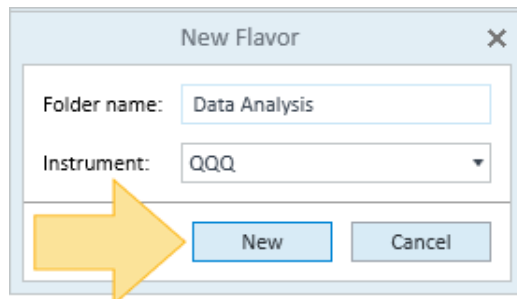 New Flavor
Folder name: Data Analysis
Instrument: QQQ
New Cancel